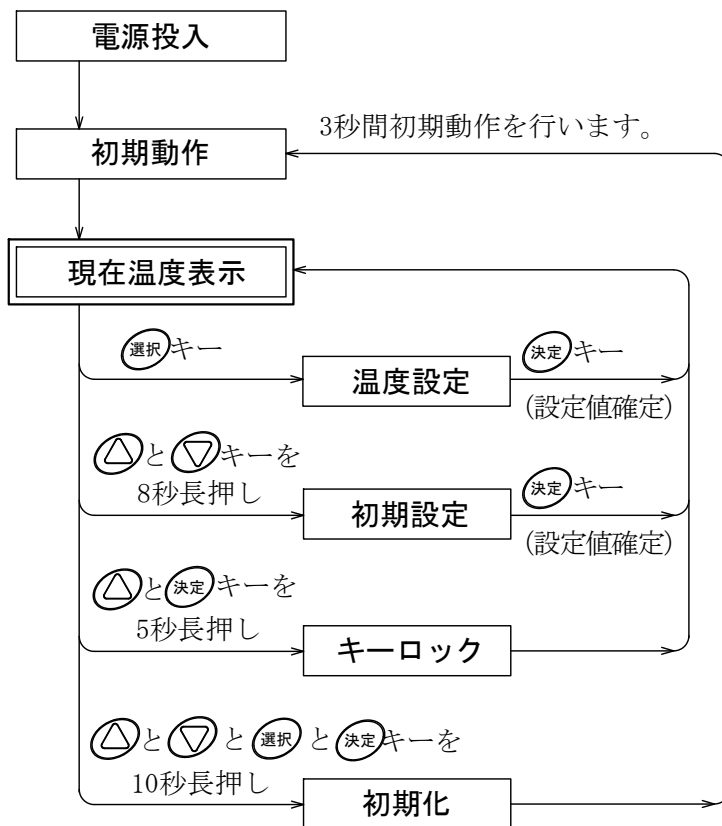 電源投入
3秒間初期動作を行います。
初期動作
現在温度表示
選択キー
決定キー
温度設定
(設定値確定)
△と▽キーを
8秒長押し
決定キー
初期設定
(設定値確定)
△と決定キーを
5秒長押し
キーロック
△と▽と選択と決定キーを
10秒長押し
初期化